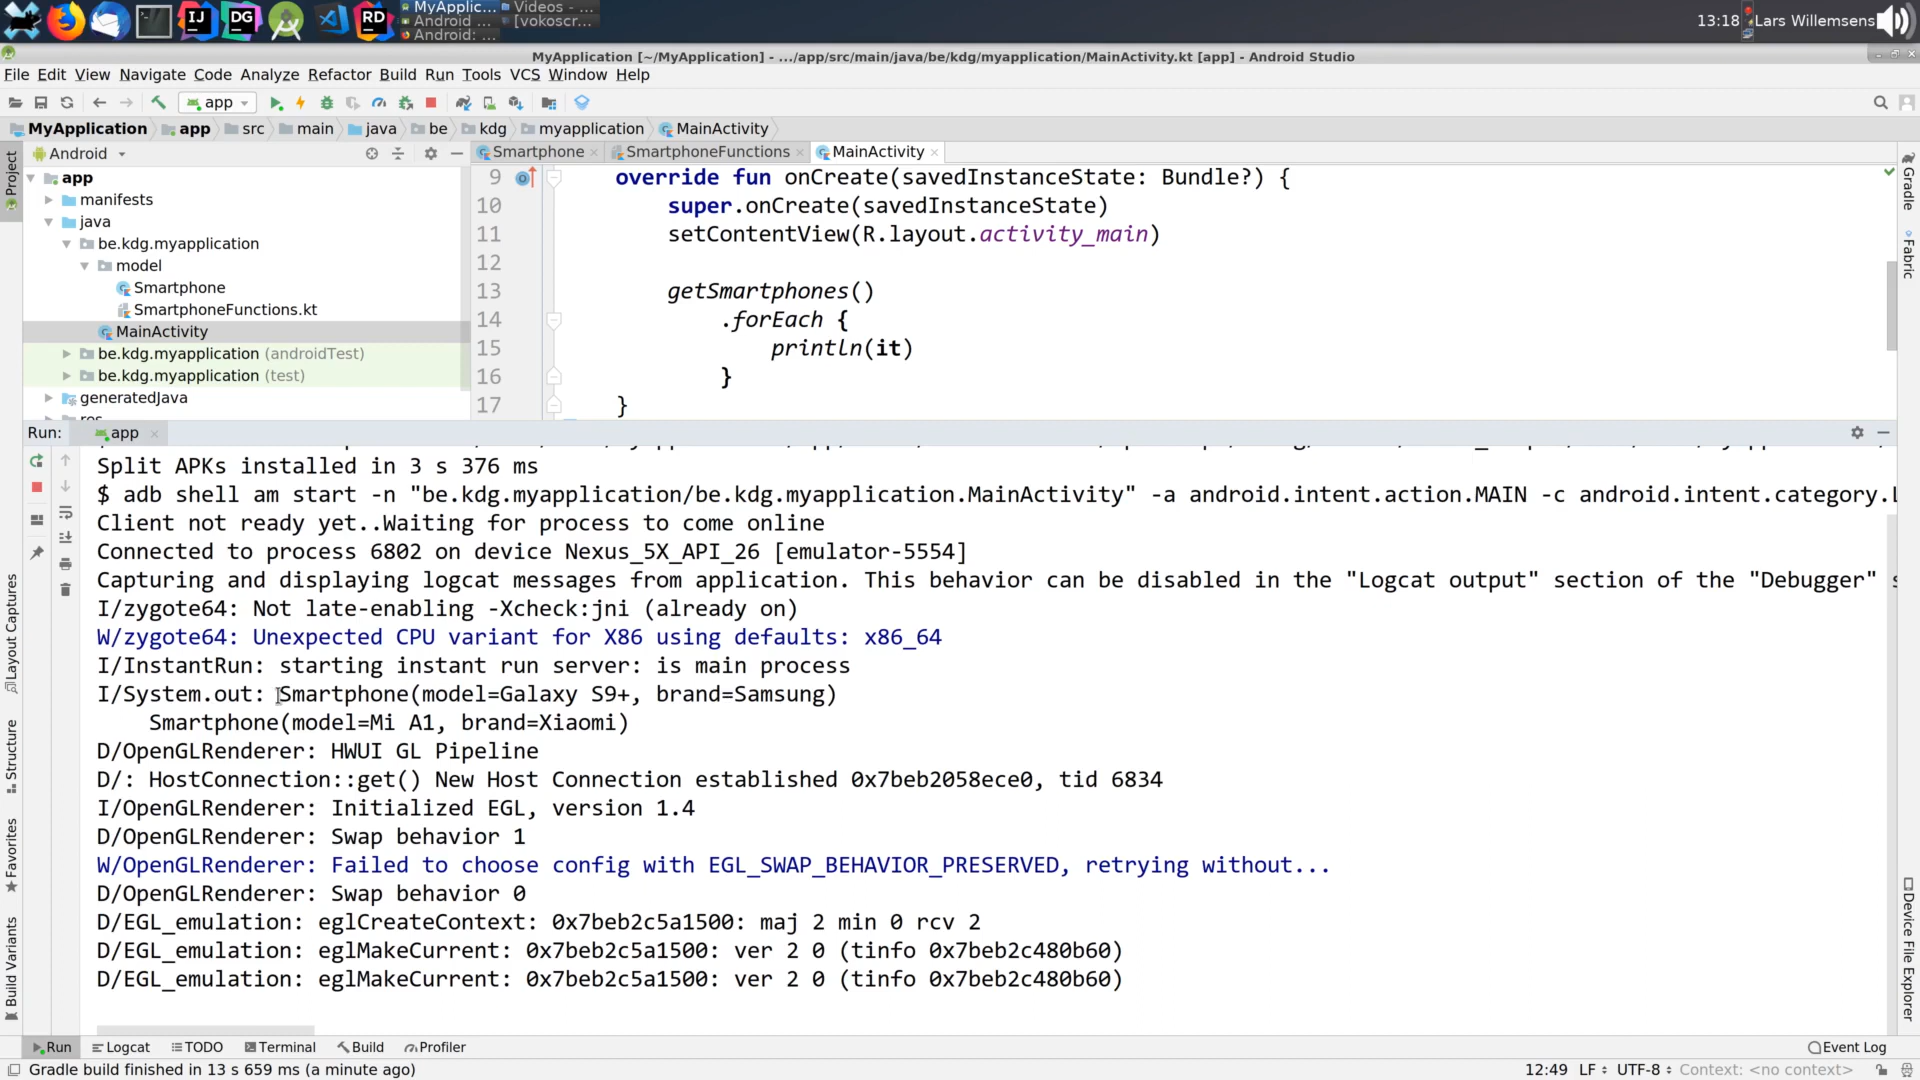 IJ DG RD MyApplic... Videos - ... 13:18 Lars Willemsens
Android ... [vokoscr...
Android: ...
MyApplication [~/MyApplication] - .../app/src/main/java/be/kdg/myapplication/MainActivity.kt [app] - Android Studio
File Edit View Navigate Code Analyze Refactor Build Run Tools VCS Window Help
app
MyApplication app src main java be kdg myapplication MainActivity
Android
Smartphone SmartphoneFunctions MainActivity
app
manifests
java
be.kdg.myapplication
model
Smartphone
SmartphoneFunctions.kt
MainActivity
be.kdg.myapplication (androidTest)
be.kdg.myapplication (test)
generatedJava
9 override fun onCreate(savedInstanceState: Bundle?) {
10 super.onCreate(savedInstanceState)
11 setContentView(R.layout.activity_main)
12
13 getSmartphones()
14 .forEach {
15 println(it)
16 }
17 }
Run: app
Split APKs installed in 3 s 376 ms
$ adb shell am start -n "be.kdg.myapplication/be.kdg.myapplication.MainActivity" -a android.intent.action.MAIN -c android.intent.category.L
Client not ready yet..Waiting for process to come online
Connected to process 6802 on device Nexus_5X_API_26 [emulator-5554]
Capturing and displaying logcat messages from application. This behavior can be disabled in the "Logcat output" section of the "Debugger" s
I/zygote64: Not late-enabling -Xcheck:jni (already on)
W/zygote64: Unexpected CPU variant for X86 using defaults: x86_64
I/InstantRun: starting instant run server: is main process
I/System.out: Smartphone(model=Galaxy S9+, brand=Samsung)
Smartphone(model=Mi A1, brand=Xiaomi)
D/OpenGLRenderer: HWUI GL Pipeline
D/: HostConnection::get() New Host Connection established 0x7beb2058ece0, tid 6834
I/OpenGLRenderer: Initialized EGL, version 1.4
D/OpenGLRenderer: Swap behavior 1
W/OpenGLRenderer: Failed to choose config with EGL_SWAP_BEHAVIOR_PRESERVED, retrying without...
D/OpenGLRenderer: Swap behavior 0
D/EGL_emulation: eglCreateContext: 0x7beb2c5a1500: maj 2 min 0 rcv 2
D/EGL_emulation: eglMakeCurrent: 0x7beb2c5a1500: ver 2 0 (tinfo 0x7beb2c480b60)
D/EGL_emulation: eglMakeCurrent: 0x7beb2c5a1500: ver 2 0 (tinfo 0x7beb2c480b60)
Project
Layout Captures
Structure
Favorites
Build Variants
Gradle
Fabric
Device File Explorer
Run Logcat TODO Terminal Build Profiler Event Log
Gradle build finished in 13 s 659 ms (a minute ago) 12:49 LF UTF-8 Context: <no context>